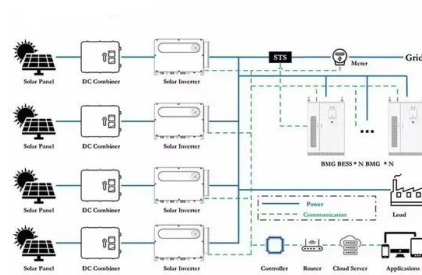 STS
Meter
Grid
Solar Panel
DC Combiner
Solar Inverter
Solar Panel
DC Combiner
Solar Inverter
BMG BESS * N BMG * N
Solar Panel
DC Combiner
Solar Inverter
Power
Communication
Load
Solar Panel
DC Combiner
Solar Inverter
Controller
Router
Cloud Server
Applications